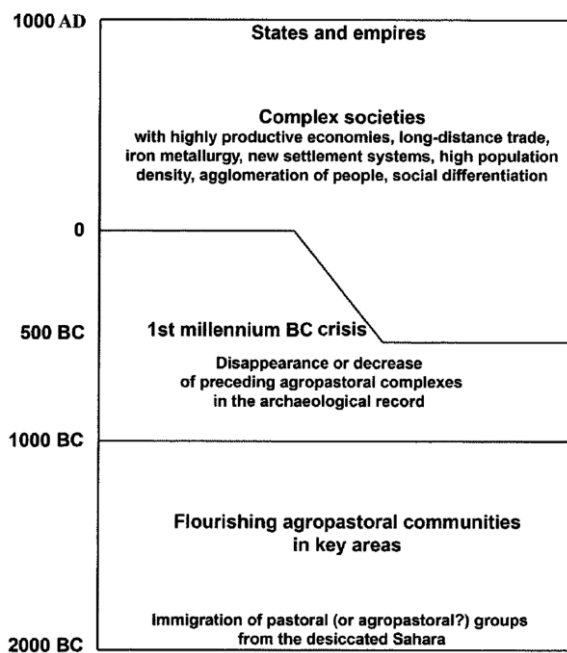 1000 AD
States and empires
Complex societies
with highly productive economies, long-distance trade,
iron metallurgy, new settlement systems, high population
density, agglomeration of people, social differentiation
0
500 BC
1st millennium BC crisis
Disappearance or decrease
of preceding agropastoral complexes
in the archaeological record
1000 BC
Flourishing agropastoral communities
in key areas
Immigration of pastoral (or agropastoral?) groups
from the desiccated Sahara
2000 BC